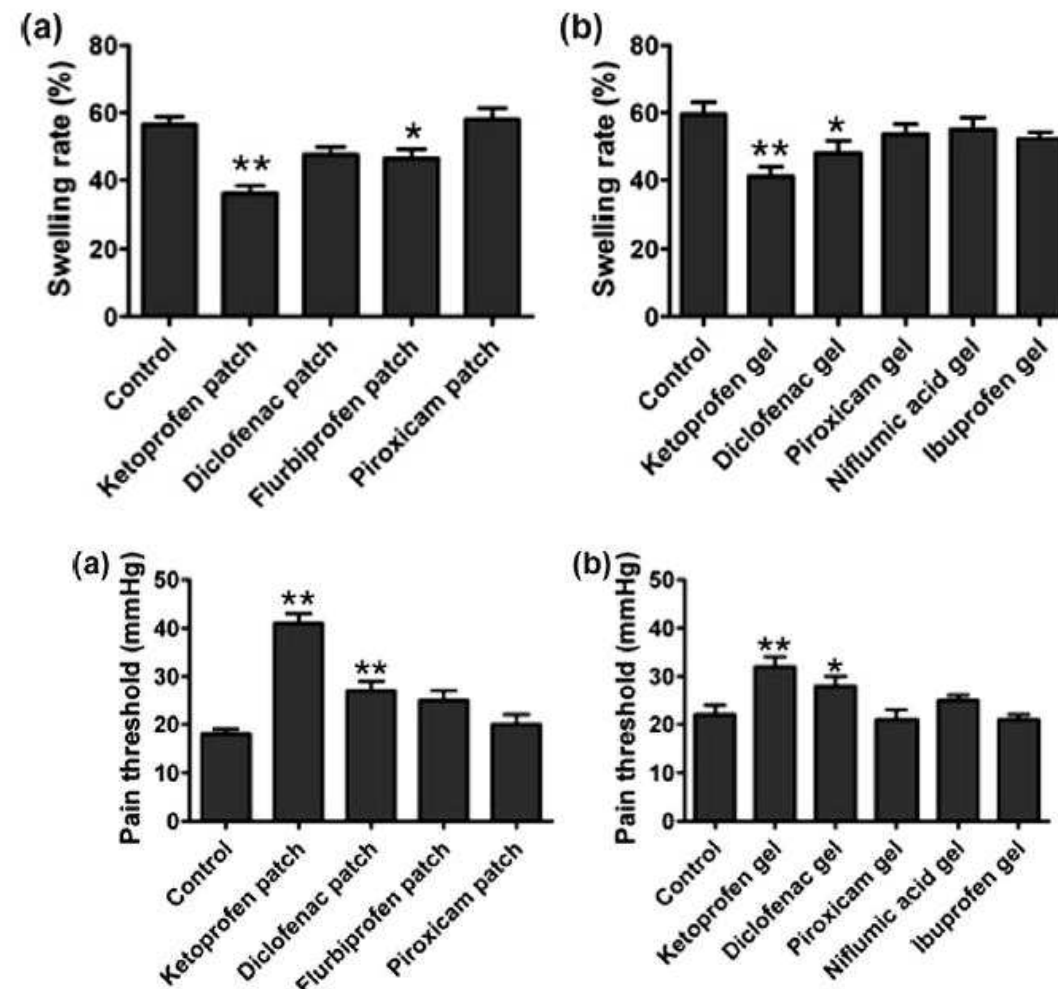 (a)
Swelling rate (%)
80
60
40
20
0
**
*
Control
Ketoprofen patch
Diclofenac patch
Flurbiprofen patch
Piroxicam patch
(b)
Swelling rate (%)
80
60
40
20
0
**
*
Control
Ketoprofen gel
Diclofenac gel
Piroxicam gel
Niflumic acid gel
Ibuprofen gel
(a)
Pain threshold (mmHg)
50
40
30
20
10
0
**
**
Control
Ketoprofen patch
Diclofenac patch
Flurbiprofen patch
Piroxicam patch
(b)
Pain threshold (mmHg)
50
40
30
20
10
0
**
*
Control
Ketoprofen gel
Diclofenac gel
Piroxicam gel
Niflumic acid gel
Ibuprofen gel